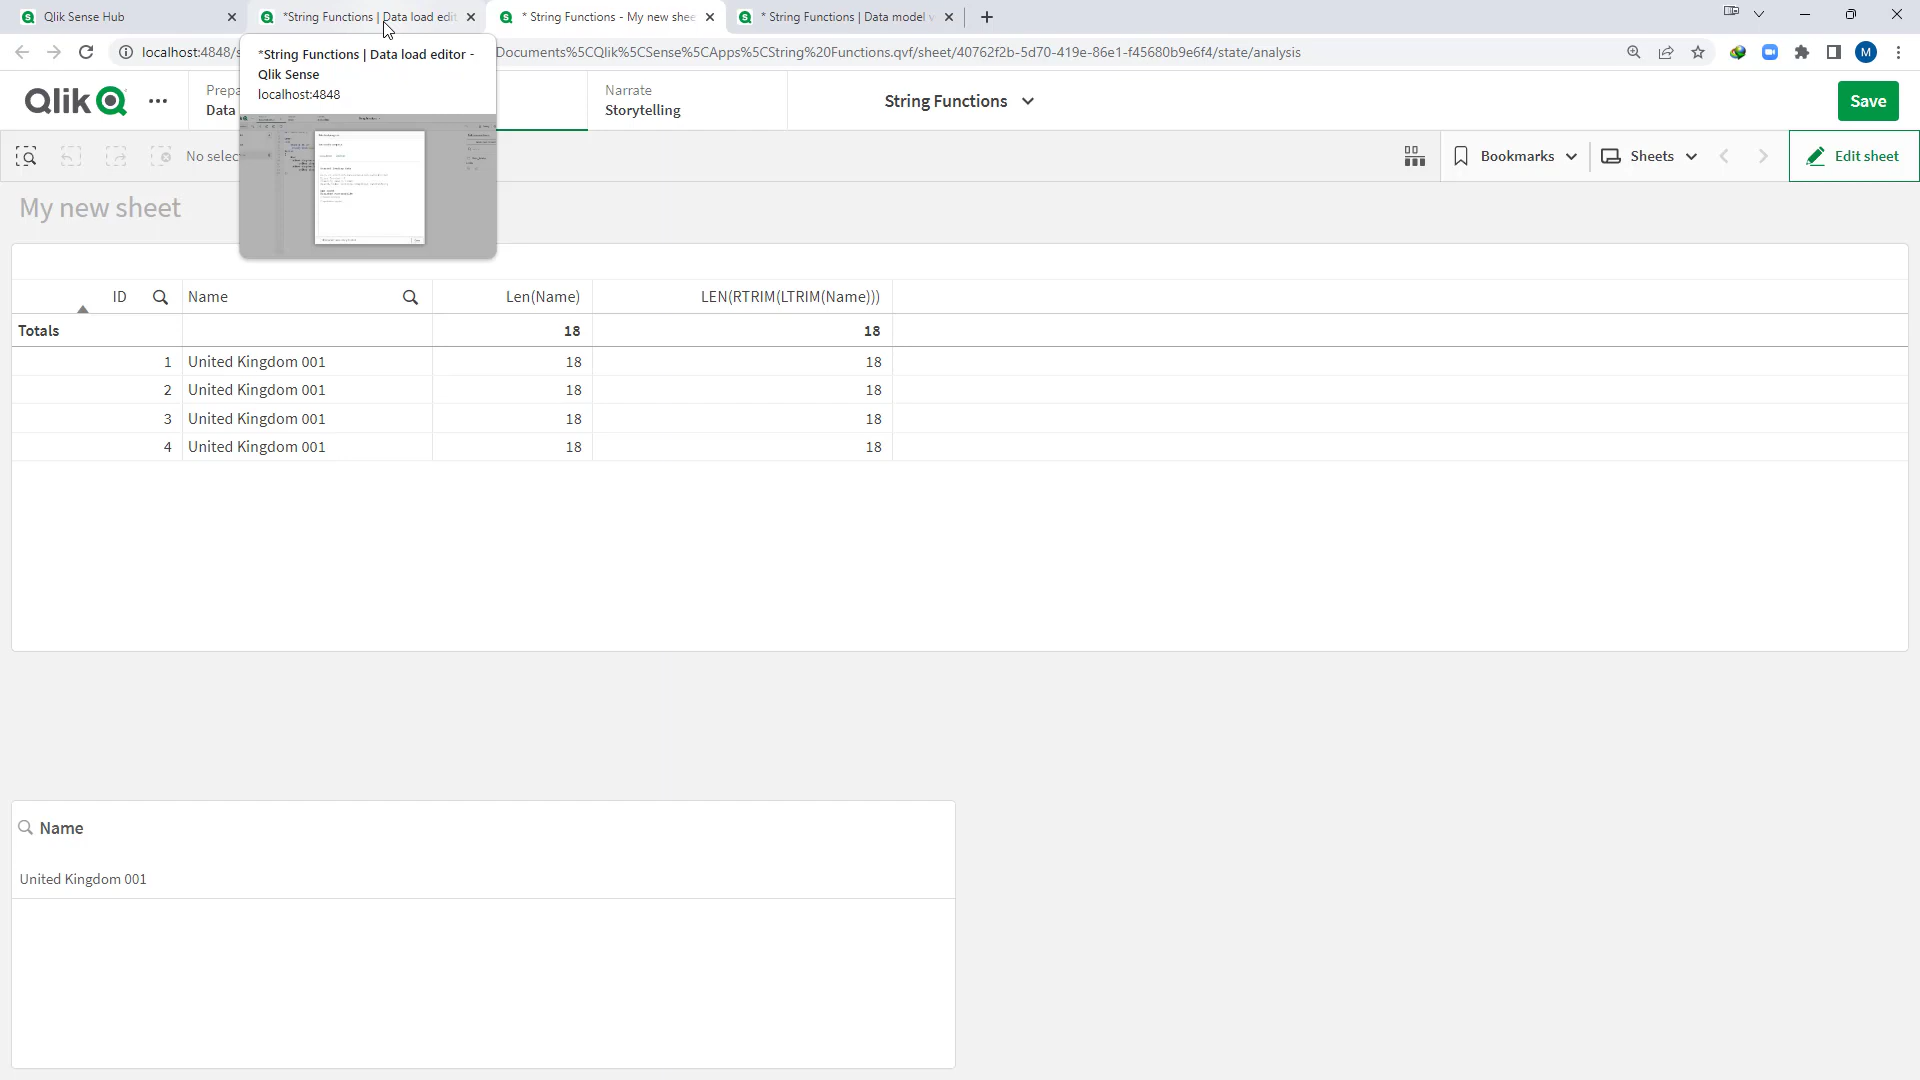 Qlik Sense Hub
*String Functions | Data load edit
* String Functions - My new shee
* String Functions | Data model v
localhost:4848/s
Documents%5CQlik%5CSense%5CApps%5CString%20Functions.qvf/sheet/40762f2b-5d70-419e-86e1-f45680b9e6f4/state/analysis
M
*String Functions | Data load editor -
Qlik Sense
localhost:4848
Qlik
Prepa
Data
Narrate
Storytelling
String Functions
Save
No selec
Bookmarks
Sheets
Edit sheet
My new sheet
ID Name Len(Name) LEN(RTRIM(LTRIM(Name)))
Totals 18 18
1 United Kingdom 001 18 18
2 United Kingdom 001 18 18
3 United Kingdom 001 18 18
4 United Kingdom 001 18 18
Name
United Kingdom 001